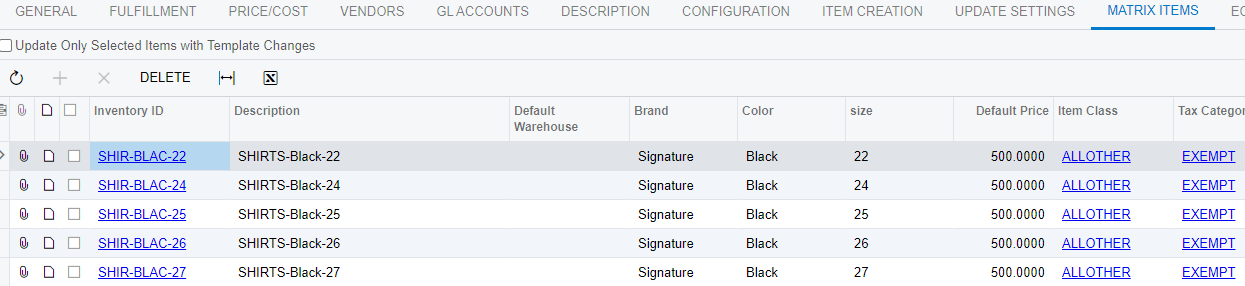 GENERAL FULFILLMENT PRICE/COST VENDORS GL ACCOUNTS DESCRIPTION CONFIGURATION ITEM CREATION UPDATE SETTINGS MATRIX ITEMS EC
Update Only Selected Items with Template Changes
DELETE
Inventory ID Description Default Warehouse Brand Color size Default Price Item Class Tax Categor
SHIR-BLAC-22 SHIRTS-Black-22 Signature Black 22 500.0000 ALLOTHER EXEMPT
SHIR-BLAC-24 SHIRTS-Black-24 Signature Black 24 500.0000 ALLOTHER EXEMPT
SHIR-BLAC-25 SHIRTS-Black-25 Signature Black 25 500.0000 ALLOTHER EXEMPT
SHIR-BLAC-26 SHIRTS-Black-26 Signature Black 26 500.0000 ALLOTHER EXEMPT
SHIR-BLAC-27 SHIRTS-Black-27 Signature Black 27 500.0000 ALLOTHER EXEMPT